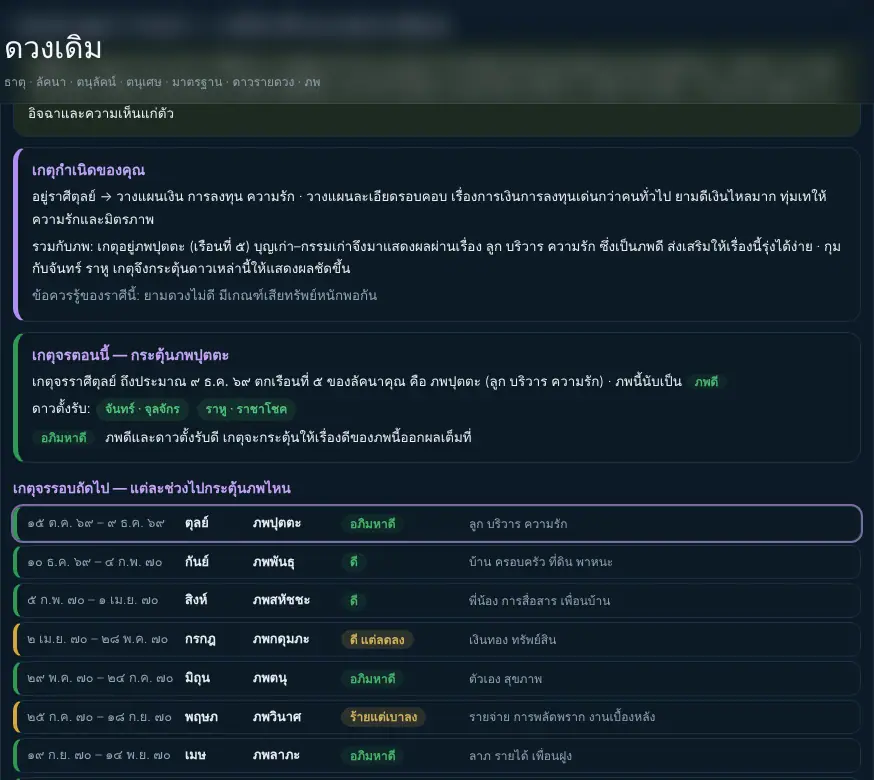 ดวงเดิม
ธาตุ · ลัคนา · ตนุลัคน์ · ตนุเศษ · มาตรฐาน · ดาวรายดวง · ภพ
อิจฉาและความเห็นแก่ตัว
เกตุกำเนิดของคุณ
อยู่ราศีตุลย์ → วางแผนเงิน การลงทุน ความรัก · วางแผนละเอียดรอบคอบ เรื่องการเงินการลงทุนเด่นกว่าคนทั่วไป ยามดีเงินไหลมาก ทุ่มเทให้
ความรักและมิตรภาพ
รวมกับภพ: เกตุอยู่ภพปุตตะ (เรือนที่ ๕) บุญเก่า–กรรมเก่าจึงมาแสดงผลผ่านเรื่อง ลูก บริวาร ความรัก ซึ่งเป็นภพดี ส่งเสริมให้เรื่องนี้รุ่งได้ง่าย · กุม
กับจันทร์ ราหู เกตุจึงกระตุ้นดาวเหล่านี้ให้แสดงผลชัดขึ้น
ข้อควรรู้ของราศีนี้: ยามดวงไม่ดี มีเกณฑ์เสียทรัพย์หนักพอกัน
เกตุจรตอนนี้ — กระตุ้นภพปุตตะ
เกตุจรราศีตุลย์ ถึงประมาณ ๙ ธ.ค. ๖๙ ตกเรือนที่ ๕ ของลัคนาคุณ คือ ภพปุตตะ (ลูก บริวาร ความรัก) · ภพนี้นับเป็น ภพดี
ดาวตั้งรับ: จันทร์ · จุลจักร ราหู · ราชาโชค
อภิมหาดี ภพดีและดาวตั้งรับดี เกตุจะกระตุ้นให้เรื่องดีของภพนี้ออกผลเต็มที่
เกตุจรรอบถัดไป — แต่ละช่วงไปกระตุ้นภพไหน
๑๕ ต.ค. ๖๙ – ๙ ธ.ค. ๖๙ ตุลย์ ภพปุตตะ อภิมหาดี ลูก บริวาร ความรัก
๑๐ ธ.ค. ๖๙ – ๔ ก.พ. ๗๐ กันย์ ภพพันธุ ดี บ้าน ครอบครัว ที่ดิน พาหนะ
๕ ก.พ. ๗๐ – ๑ เม.ย. ๗๐ สิงห์ ภพสหัชชะ ดี พี่น้อง การสื่อสาร เพื่อนบ้าน
๒ เม.ย. ๗๐ – ๒๘ พ.ค. ๗๐ กรกฎ ภพกดุมภะ ดี แต่ลดลง เงินทอง ทรัพย์สิน
๒๙ พ.ค. ๗๐ – ๒๔ ก.ค. ๗๐ มิถุน ภพตนุ อภิมหาดี ตัวเอง สุขภาพ
๒๕ ก.ค. ๗๐ – ๑๘ ก.ย. ๗๐ พฤษภ ภพวินาศ ร้ายแต่เบาลง รายจ่าย การพลัดพราก งานเบื้องหลัง
๑๙ ก.ย. ๗๐ – ๑๔ พ.ย. ๗๐ เมษ ภพลาภะ อภิมหาดี ลาภ รายได้ เพื่อนฝูง